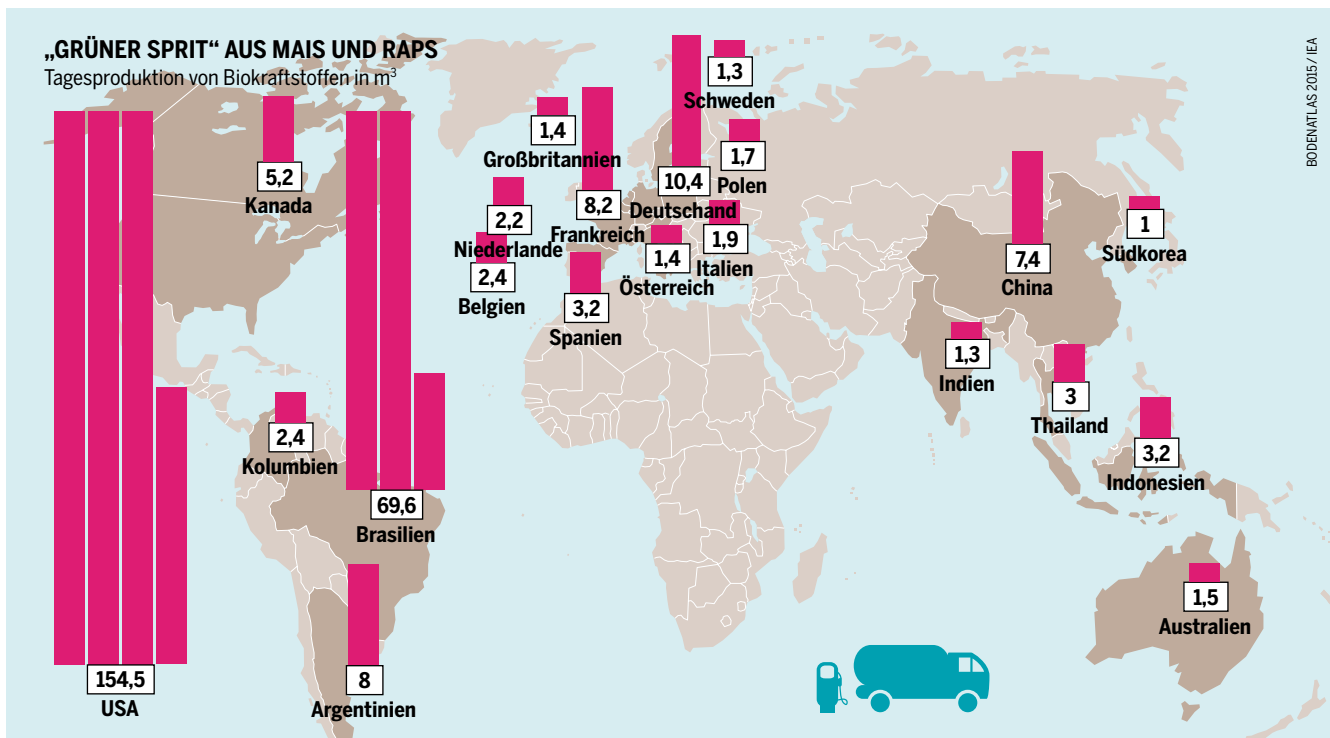 „GRÜNER SPRIT“ AUS MAIS UND RAPS
Tagesproduktion von Biokraftstoffen in m³
154,5
USA
5,2
Kanada
2,4
Kolumbien
69,6
Brasilien
8
Argentinien
1,4
Großbritannien
2,2
Niederlande
2,4
Belgien
8,2
Frankreich
3,2
Spanien
10,4
Deutschand
1,4
Österreich
1,3
Schweden
1,7
Polen
1,9
Italien
7,4
China
1
Südkorea
1,3
Indien
3
Thailand
3,2
Indonesien
1,5
Australien
BODENATLAS 2015 / IEA